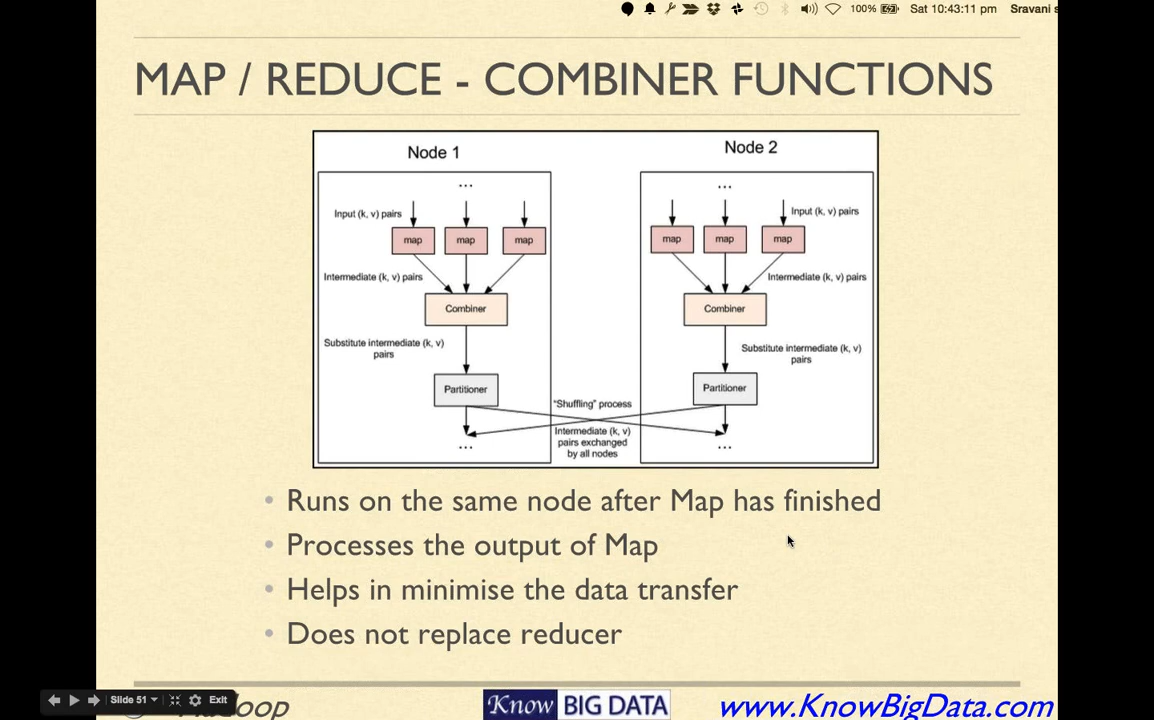 100% Sat 10:43:11 pm Sravani s
MAP / REDUCE - COMBINER FUNCTIONS
Node 1
Node 2
...
...
Input (k, v) pairs
Input (k, v) pairs
map map map
map map map
Intermediate (k, v) pairs
Intermediate (k, v) pairs
Combiner
Combiner
Substitute intermediate (k, v)
pairs
Substitute intermediate (k, v)
pairs
Partitioner
Partitioner
"Shuffling" process
Intermediate (k, v)
pairs exchanged
by all nodes
...
...
• Runs on the same node after Map has finished
• Processes the output of Map
• Helps in minimise the data transfer
• Does not replace reducer
Slide 51 Exit
Hadoop
Know BIG DATA
www.KnowBigData.com